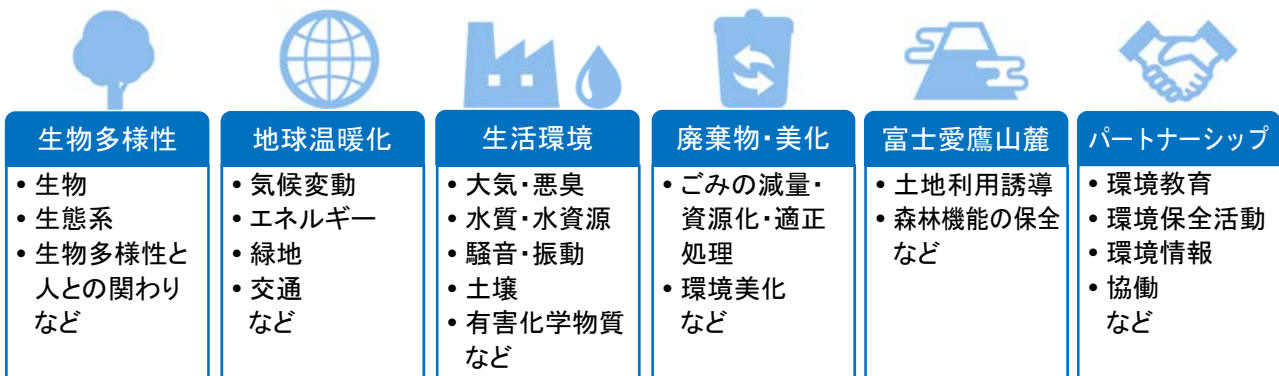 生物多様性
• 生物
• 生態系
• 生物多様性と
人との関わり
など
地球温暖化
• 気候変動
• エネルギー
• 緑地
• 交通
など
生活環境
• 大気・悪臭
• 水質・水資源
• 騒音・振動
• 土壌
• 有害化学物質
など
廃棄物・美化
• ごみの減量・
資源化・適正
処理
• 環境美化
など
富士愛鷹山麓
• 土地利用誘導
• 森林機能の保全
など
パートナーシップ
• 環境教育
• 環境保全活動
• 環境情報
• 協働
など